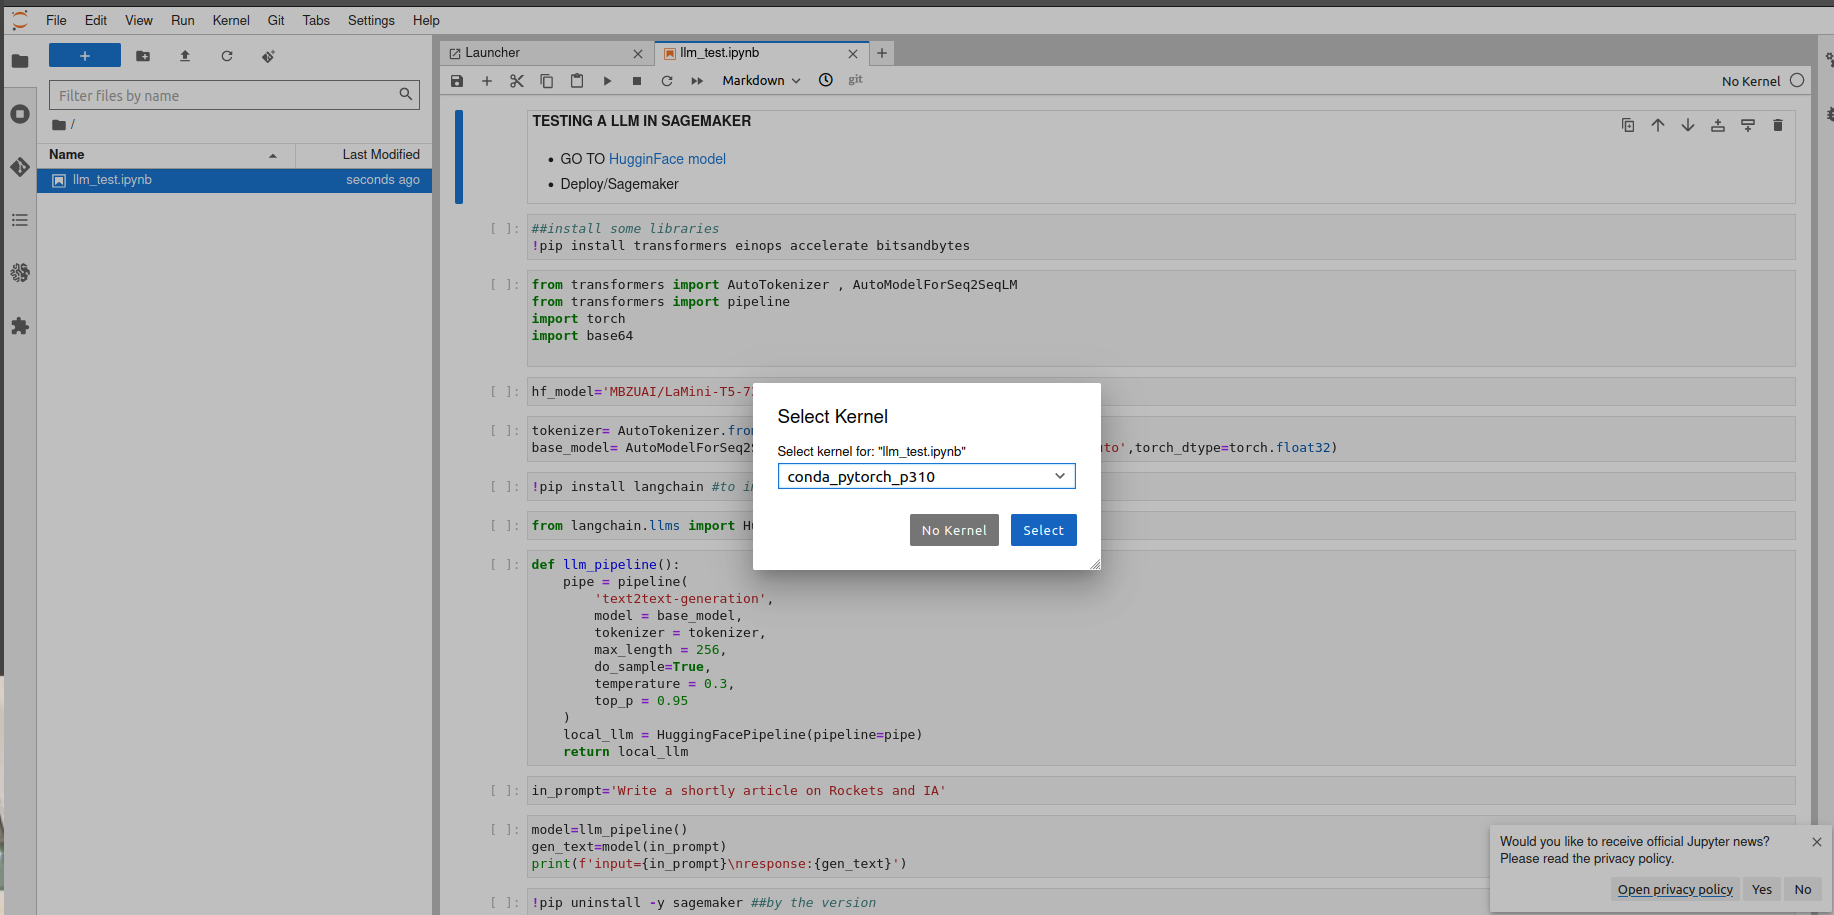 File Edit View Run Kernel Git Tabs Settings Help
+
Filter files by name
/
Name Last Modified
llm_test.ipynb seconds ago
Launcher
llm_test.ipynb
Markdown
git
No Kernel
TESTING A LLM IN SAGEMAKER
• GO TO HugginFace model
• Deploy/Sagemaker
[ ]: ##install some libraries
!pip install transformers einops accelerate bitsandbytes
[ ]: from transformers import AutoTokenizer , AutoModelForSeq2SeqLM
from transformers import pipeline
import torch
import base64
[ ]: hf_model='MBZUAI/LaMini-T5-7
[ ]: tokenizer= AutoTokenizer.from
base_model= AutoModelForSeq2S to',torch_dtype=torch.float32)
[ ]: !pip install langchain #to i
[ ]: from langchain.llms import Hu
[ ]: def llm_pipeline():
pipe = pipeline(
'text2text-generation',
model = base_model,
tokenizer = tokenizer,
max_length = 256,
do_sample=True,
temperature = 0.3,
top_p = 0.95
)
local_llm = HuggingFacePipeline(pipeline=pipe)
return local_llm
[ ]: in_prompt='Write a shortly article on Rockets and IA'
[ ]: model=llm_pipeline()
gen_text=model(in_prompt)
print(f'input={in_prompt}\nresponse:{gen_text}')
[ ]: !pip uninstall -y sagemaker ##by the version
Select Kernel
Select kernel for: "llm_test.ipynb"
conda_pytorch_p310
No Kernel Select
Would you like to receive official Jupyter news?
Please read the privacy policy.
Open privacy policy Yes No